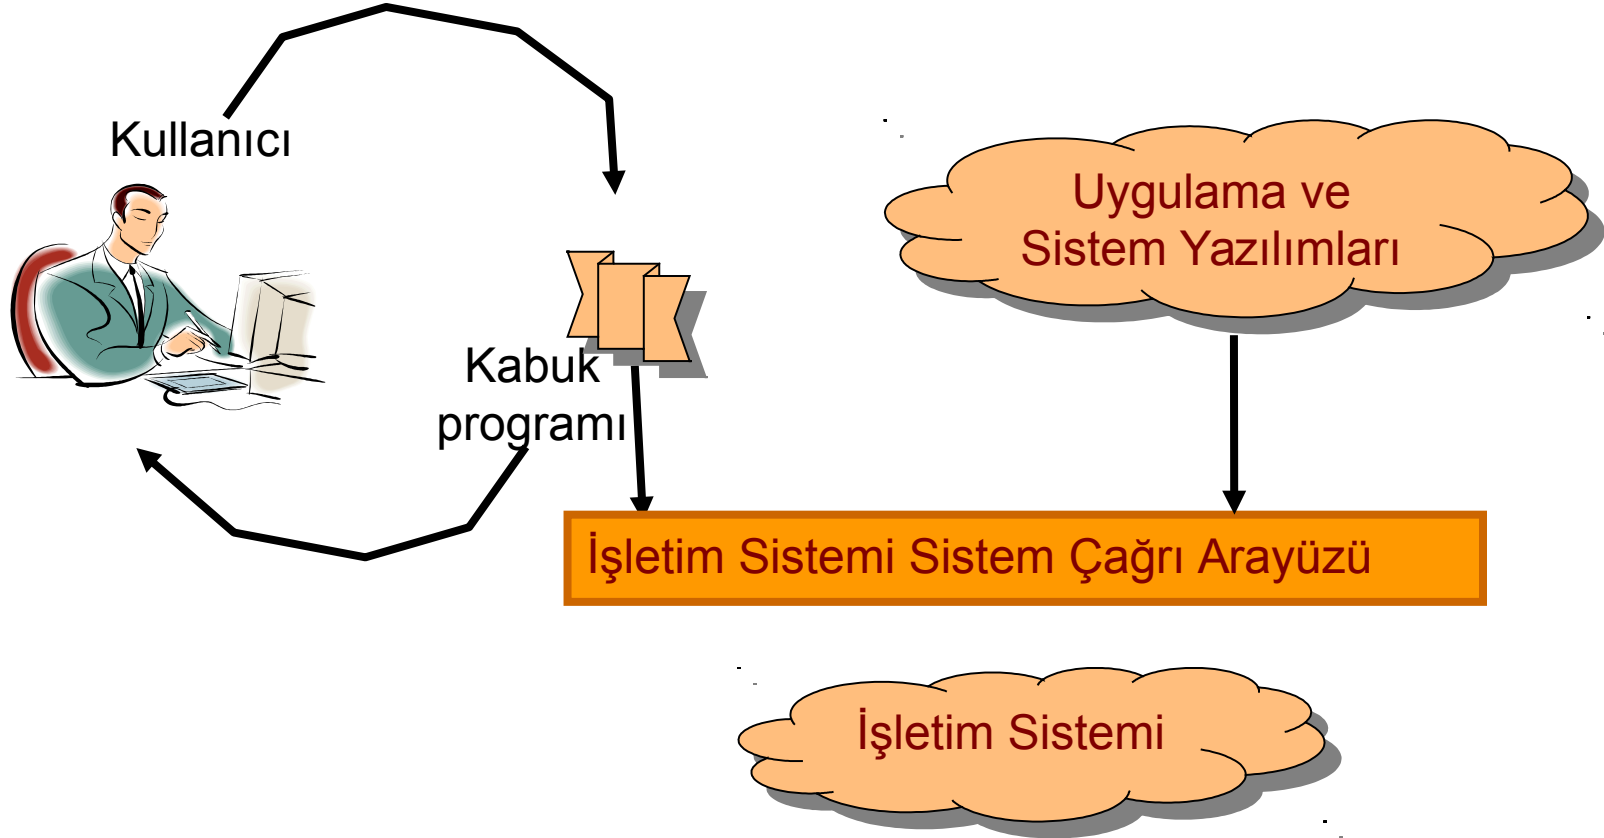 Kullanıcı
Uygulama ve
Sistem Yazılımları
Kabuk
programı
İşletim Sistemi Sistem Çağrı Arayüzü
İşletim Sistemi